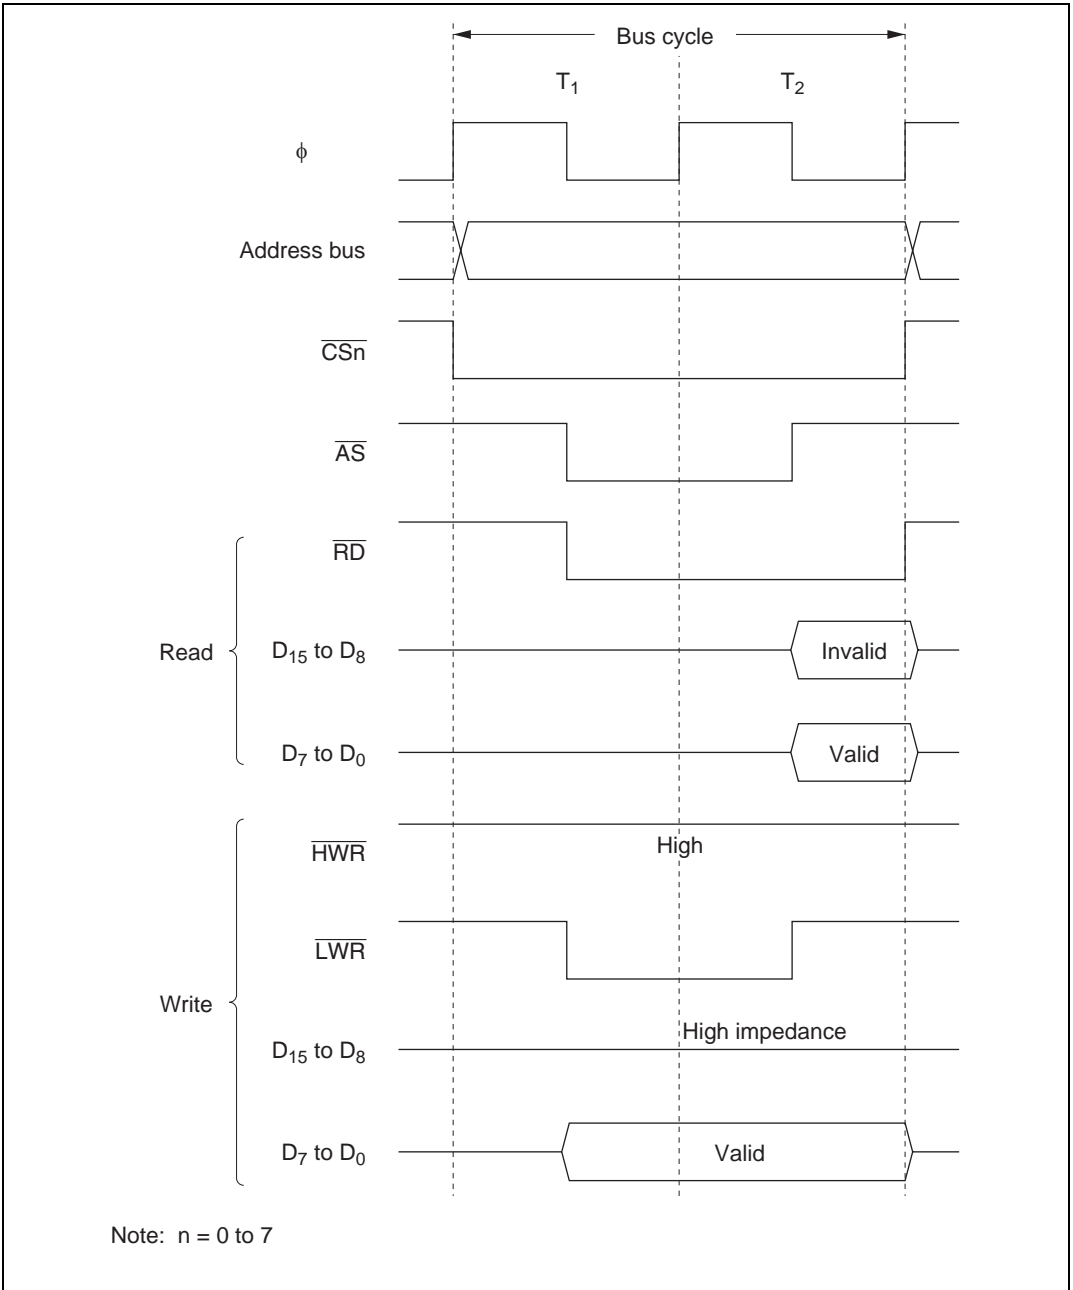 Bus cycle
T1 T2
ϕ
Address bus
CSn
AS
RD
Read
D15 to D8
Invalid
D7 to D0
Valid
HWR
High
LWR
Write
High impedance
D15 to D8
D7 to D0
Valid
Note: n = 0 to 7